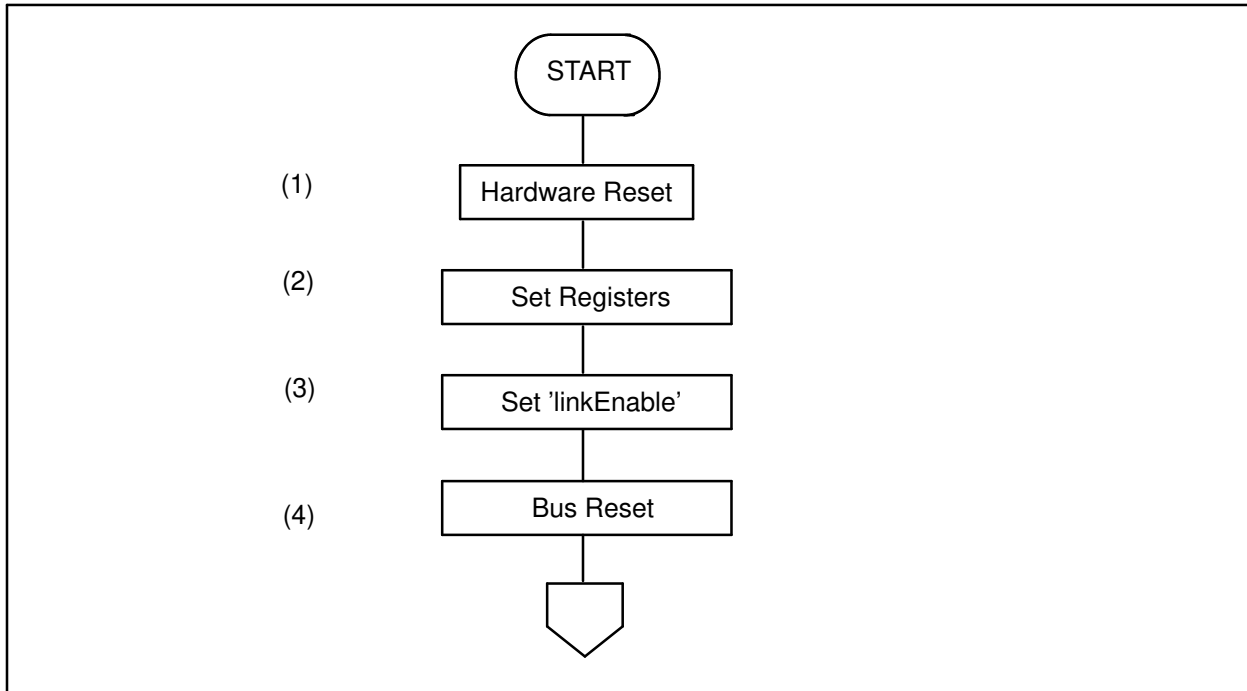 START
(1) Hardware Reset
(2) Set Registers
(3) Set ’linkEnable’
(4) Bus Reset